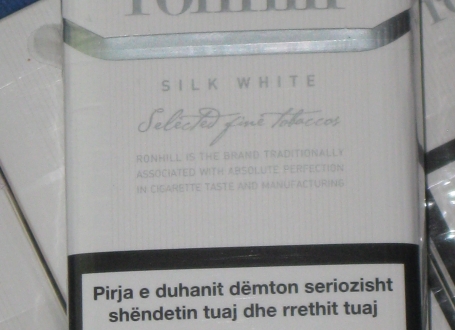 ronhill
SILK WHITE
Selected fine tobaccos
RONHILL IS THE BRAND TRADITIONALLY
ASSOCIATED WITH ABSOLUTE PERFECTION
IN CIGARETTE TASTE AND MANUFACTURING
Pirja e duhanit dëmton seriozisht
shëndetin tuaj dhe rrethit tuaj